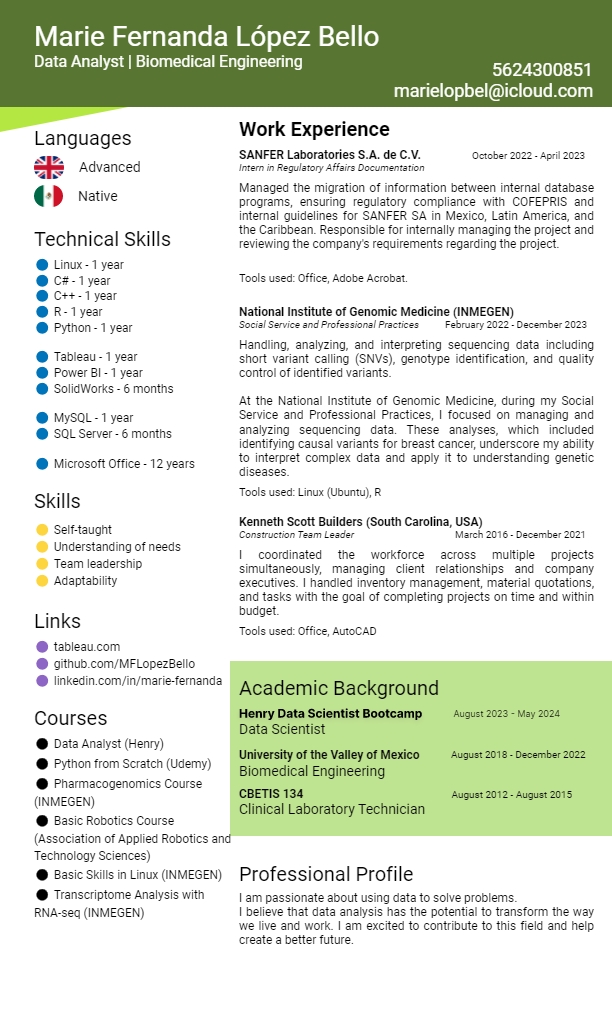 Marie Fernanda López Bello
Data Analyst | Biomedical Engineering
5624300851
marielopbel@icloud.com
Languages
Advanced
Native
Technical Skills
Linux - 1 year
C# - 1 year
C++ - 1 year
R - 1 year
Python - 1 year
Tableau - 1 year
Power BI - 1 year
SolidWorks - 6 months
MySQL - 1 year
SQL Server - 6 months
Microsoft Office - 12 years
Skills
Self-taught
Understanding of needs
Team leadership
Adaptability
Links
tableau.com
github.com/MFLopezBello
linkedin.com/in/marie-fernanda
Courses
Data Analyst (Henry)
Python from Scratch (Udemy)
Pharmacogenomics Course
(INMEGEN)
Basic Robotics Course
(Association of Applied Robotics and
Technology Sciences)
Basic Skills in Linux (INMEGEN)
Transcriptome Analysis with
RNA-seq (INMEGEN)
Work Experience
SANFER Laboratories S.A. de C.V. October 2022 - April 2023
Intern in Regulatory Affairs Documentation
Managed the migration of information between internal database
programs, ensuring regulatory compliance with COFEPRIS and
internal guidelines for SANFER SA in Mexico, Latin America, and
the Caribbean. Responsible for internally managing the project and
reviewing the company's requirements regarding the project.
Tools used: Office, Adobe Acrobat.
National Institute of Genomic Medicine (INMEGEN)
Social Service and Professional Practices February 2022 - December 2023
Handling, analyzing, and interpreting sequencing data including
short variant calling (SNVs), genotype identification, and quality
control of identified variants.
At the National Institute of Genomic Medicine, during my Social
Service and Professional Practices, I focused on managing and
analyzing sequencing data. These analyses, which included
identifying causal variants for breast cancer, underscore my ability
to interpret complex data and apply it to understanding genetic
diseases.
Tools used: Linux (Ubuntu), R
Kenneth Scott Builders (South Carolina, USA)
Construction Team Leader March 2016 - December 2021
I coordinated the workforce across multiple projects
simultaneously, managing client relationships and company
executives. I handled inventory management, material quotations,
and tasks with the goal of completing projects on time and within
budget.
Tools used: Office, AutoCAD
Academic Background
Henry Data Scientist Bootcamp August 2023 - May 2024
Data Scientist
University of the Valley of Mexico August 2018 - December 2022
Biomedical Engineering
CBETIS 134 August 2012 - August 2015
Clinical Laboratory Technician
Professional Profile
I am passionate about using data to solve problems.
I believe that data analysis has the potential to transform the way
we live and work. I am excited to contribute to this field and help
create a better future.